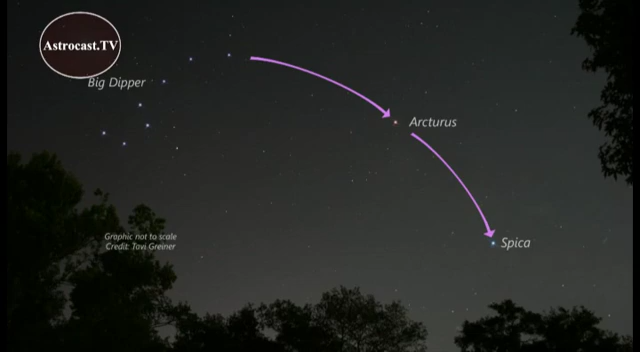 Astrocast.TV
Big Dipper
Arcturus
Graphic not to scale
Credit: Tavi Greiner
Spica